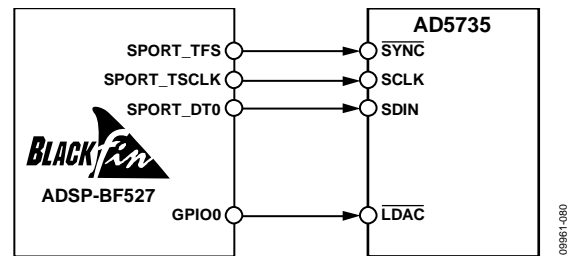 AD5735
SPORT_TFS
SYNC
SPORT_TSCLK
SCLK
SPORT_DT0
SDIN
BLACKfin
ADSP-BF527
GPIO0
LDAC
09961-080